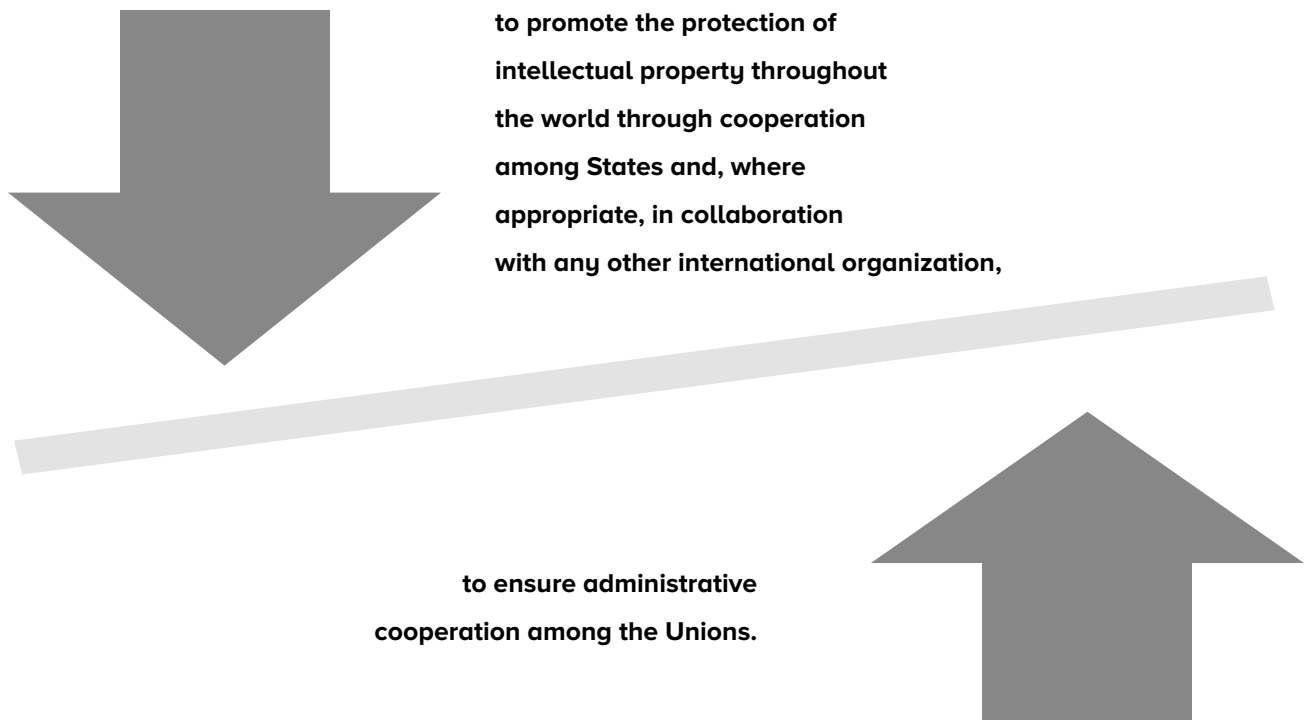 to promote the protection of
intellectual property throughout
the world through cooperation
among States and, where
appropriate, in collaboration
with any other international organization,
to ensure administrative
cooperation among the Unions.